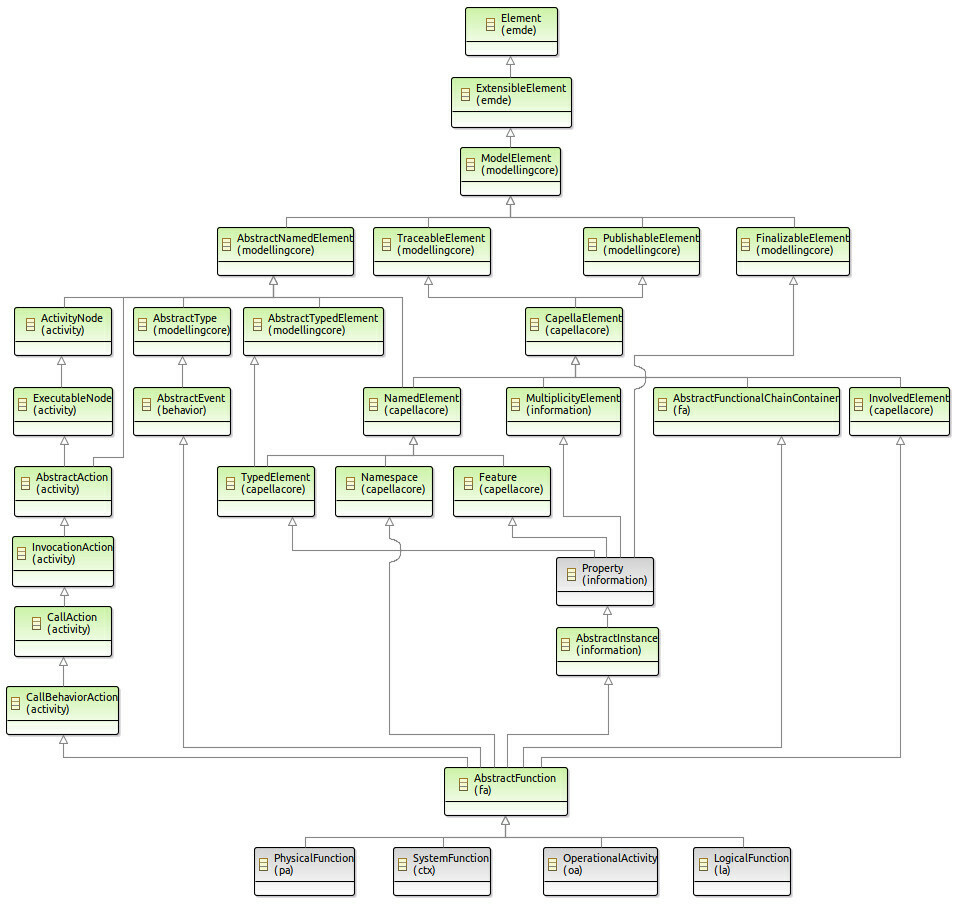 Element
(emde)
ExtensibleElement
(emde)
ModelElement
(modellingcore)
AbstractNamedElement
(modellingcore)
TraceableElement
(modellingcore)
PublishableElement
(modellingcore)
FinalizableElement
(modellingcore)
ActivityNode
(activity)
AbstractType
(modellingcore)
AbstractTypedElement
(modellingcore)
CapellaElement
(capellacore)
ExecutableNode
(activity)
AbstractEvent
(behavior)
NamedElement
(capellacore)
MultiplicityElement
(information)
AbstractFunctionalChainContainer
(fa)
InvolvedElement
(capellacore)
AbstractAction
(activity)
TypedElement
(capellacore)
Namespace
(capellacore)
Feature
(capellacore)
InvocationAction
(activity)
Property
(information)
CallAction
(activity)
AbstractInstance
(information)
CallBehaviorAction
(activity)
AbstractFunction
(fa)
PhysicalFunction
(pa)
SystemFunction
(ctx)
OperationalActivity
(oa)
LogicalFunction
(la)